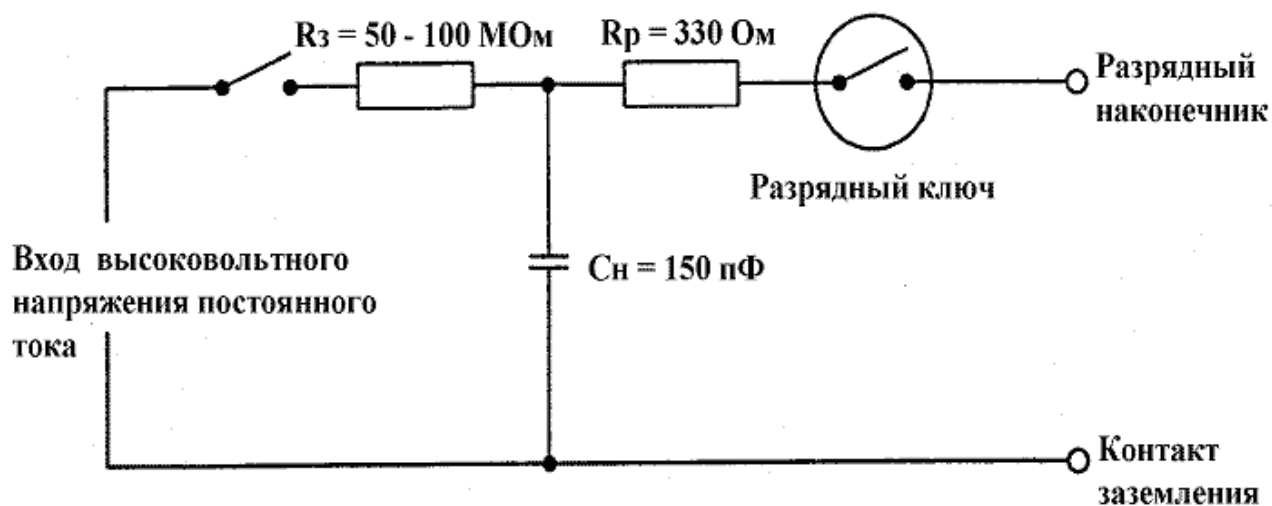 Rз = 50 - 100 МОм
Rр = 330 Ом
Разрядный
наконечник
Разрядный ключ
Вход высоковольтного
напряжения постоянного
тока
Сн = 150 пФ
Контакт
заземления